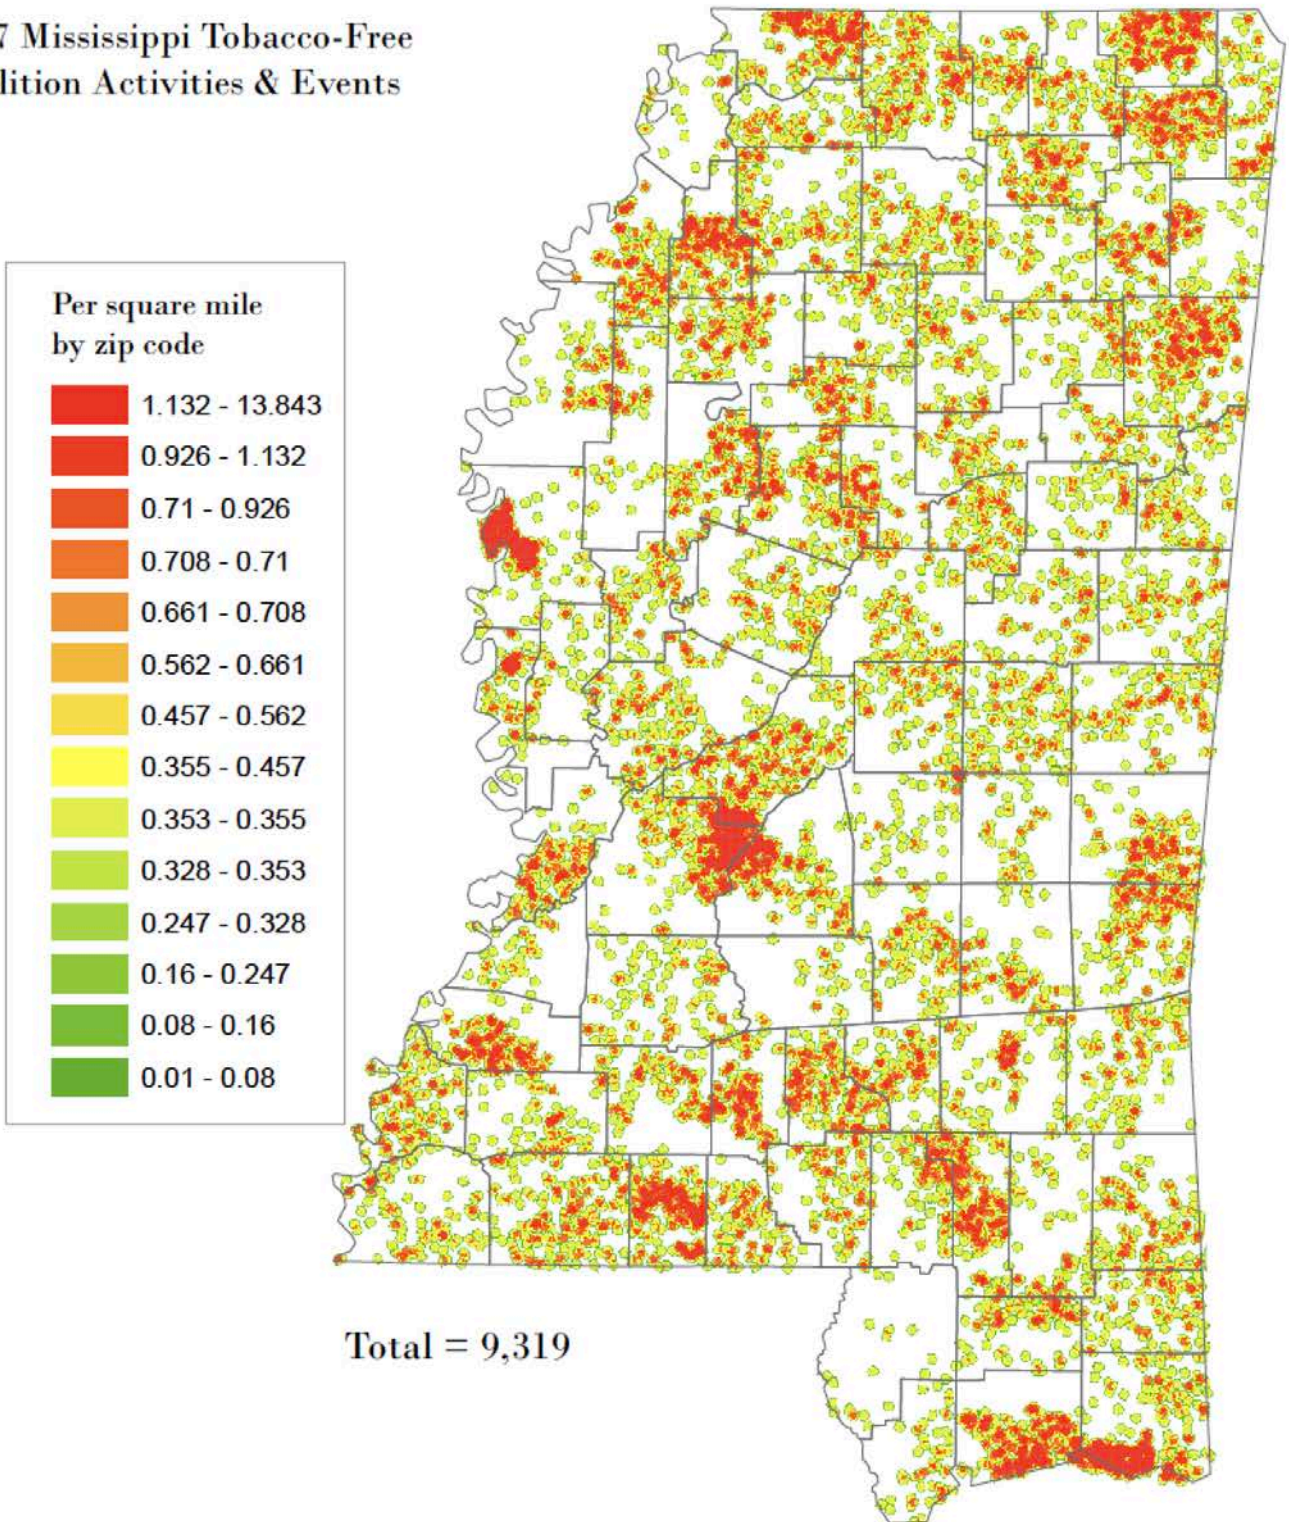 7 Mississippi Tobacco-Free
lition Activities & Events
Per square mile
by zip code
1.132 - 13.843
0.926 - 1.132
0.71 - 0.926
0.708 - 0.71
0.661 - 0.708
0.562 - 0.661
0.457 - 0.562
0.355 - 0.457
0.353 - 0.355
0.328 - 0.353
0.247 - 0.328
0.16 - 0.247
0.08 - 0.16
0.01 - 0.08
Total = 9,319